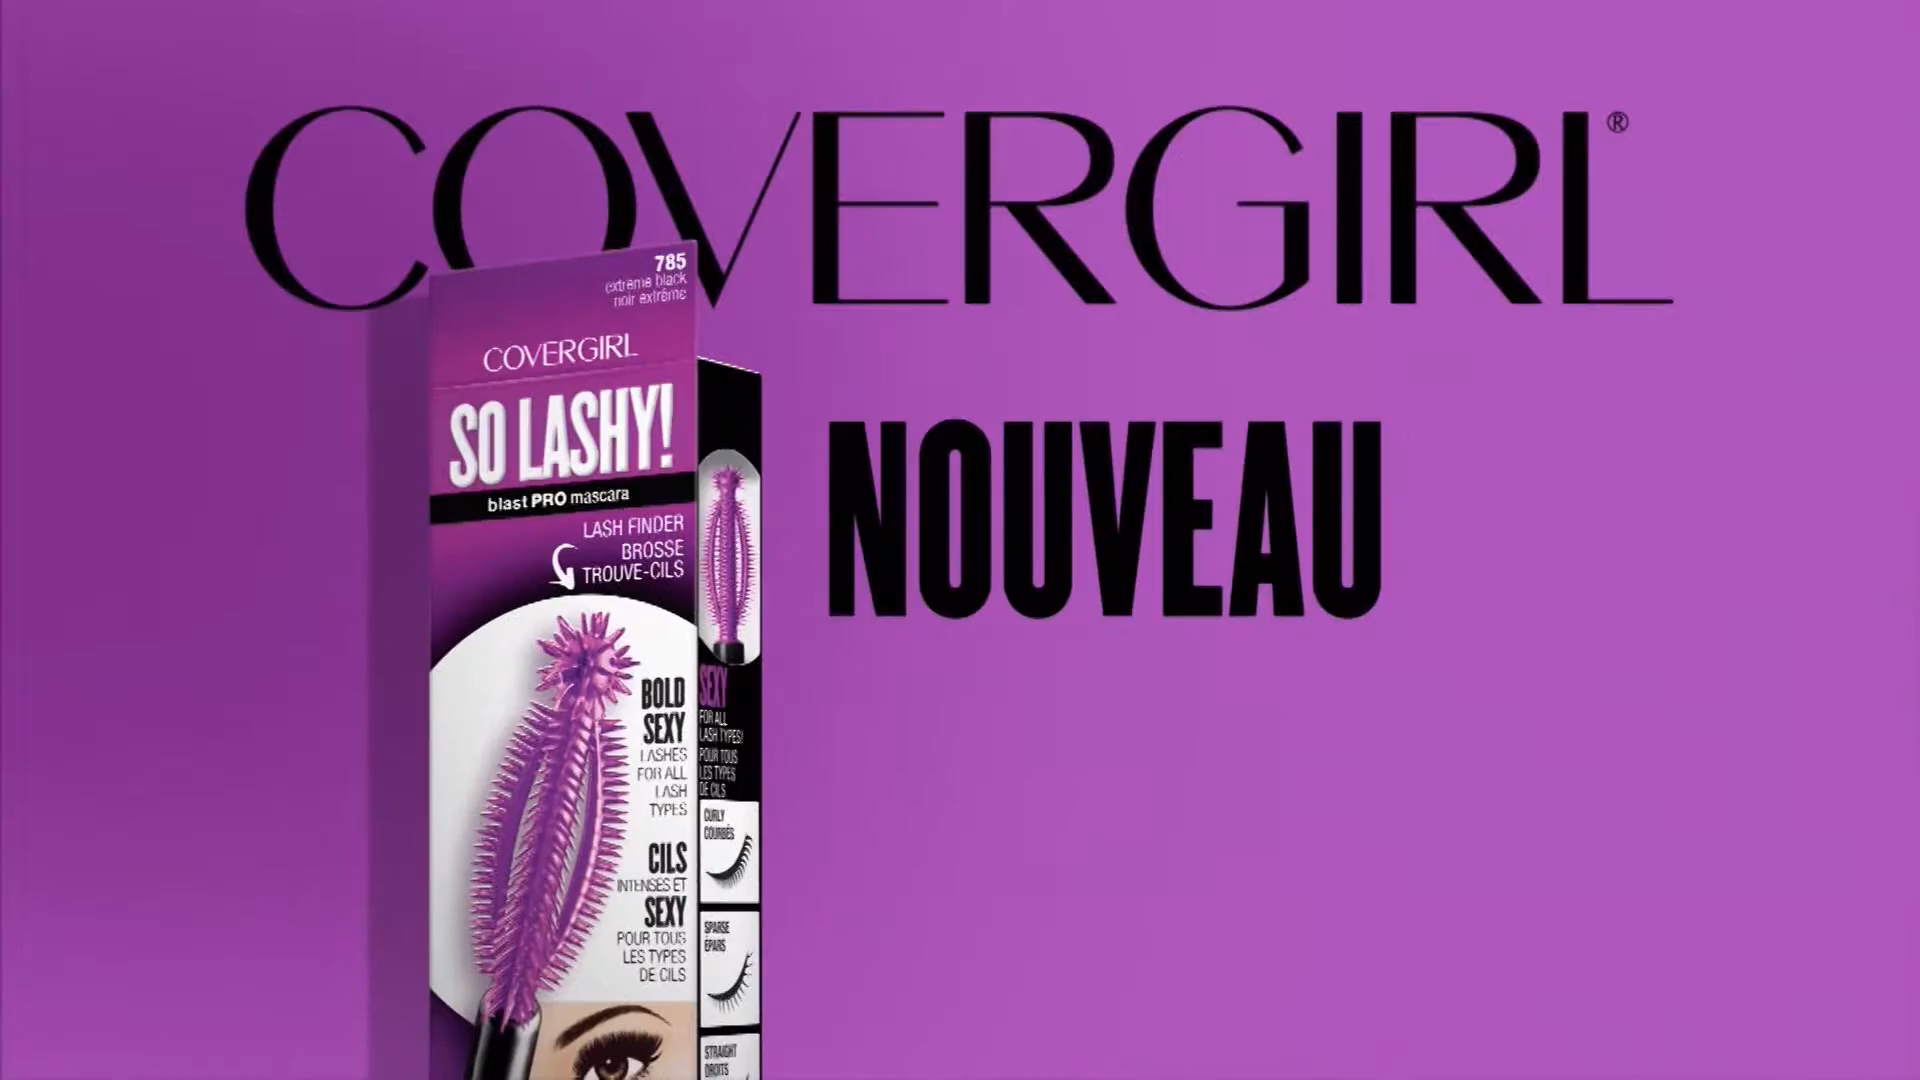 COVERGIRL®
NOUVEAU
785
extreme black
noir extrême
COVERGIRL
SO LASHY!
blast PRO mascara
LASH FINDER
BROSSE
TROUVE-CILS
BOLD
SEXY
LASHES
FOR ALL
LASH
TYPES
CILS
INTENSES ET
SEXY
POUR TOUS
LES TYPES
DE CILS
SEXY
FOR ALL
LASH TYPES!
POUR TOUS
LES TYPES
DE CILS
CURLY
COURBÉS
SPARSE
ÉPARS
STRAIGHT
DROITS